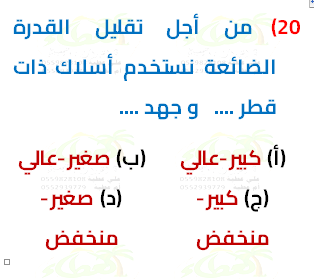 20) من أجل تقليل القدرة
الضائعة نستخدم أسلاك ذات
قطر .... و جهد ....
(أ) كبير-عالي (ب) صغير-عالي
(ج) كبير- (د) صغير-
منخفض منخفض